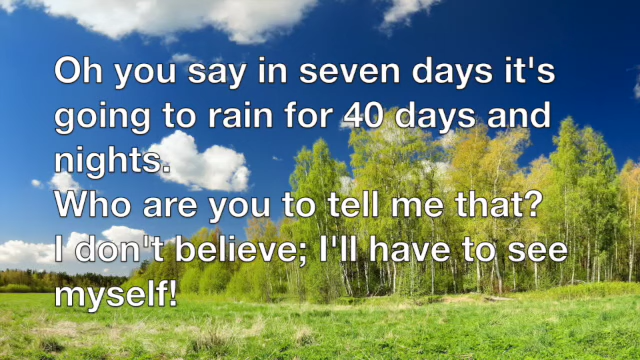 Oh you say in seven days it's
going to rain for 40 days and
nights.
Who are you to tell me that?
I don't believe; I'll have to see
myself!